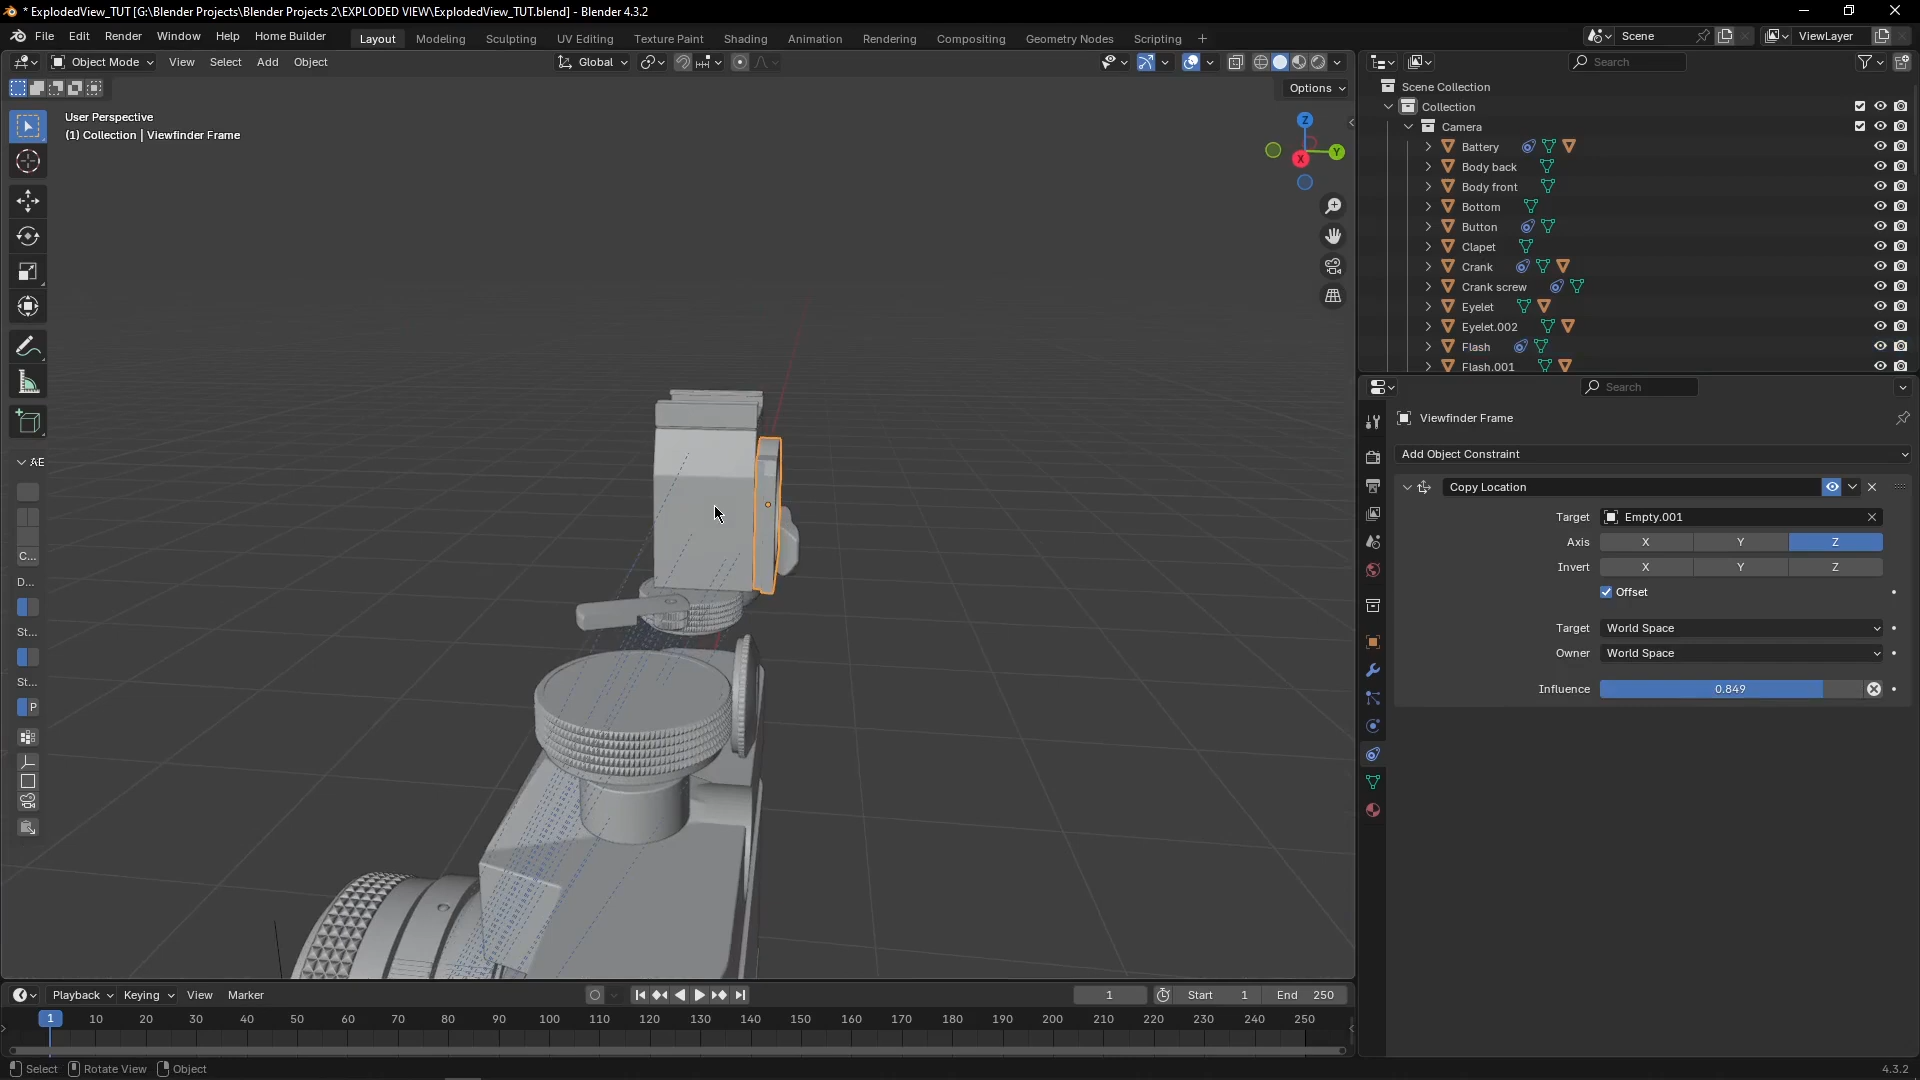 * ExplodedView_TUT [G:\Blender Projects\Blender Projects 2\EXPLODED VIEW\ExplodedView_TUT.blend] - Blender 4.3.2
File Edit Render Window Help Home Builder
Layout Modeling Sculpting UV Editing Texture Paint Shading Animation Rendering Compositing Geometry Nodes Scripting +
Scene
ViewLayer
Object Mode View Select Add Object
Global
Search
Options
User Perspective
(1) Collection | Viewfinder Frame
Z
Y
X
Scene Collection
Collection
Camera
Battery
Body back
Body front
Bottom
Button
Clapet
Crank
Crank screw
Eyelet
Eyelet.002
Flash
Flash.001
AE
C...
D...
St...
St...
P
Search
Viewfinder Frame
Add Object Constraint
Copy Location
Target Empty.001
Axis X Y Z
Invert X Y Z
Offset
Target World Space
Owner World Space
Influence 0.849
Playback Keying View Marker
1
Start 1
End 250
1 10 20 30 40 50 60 70 80 90 100 110 120 130 140 150 160 170 180 190 200 210 220 230 240 250
Select Rotate View Object
4.3.2